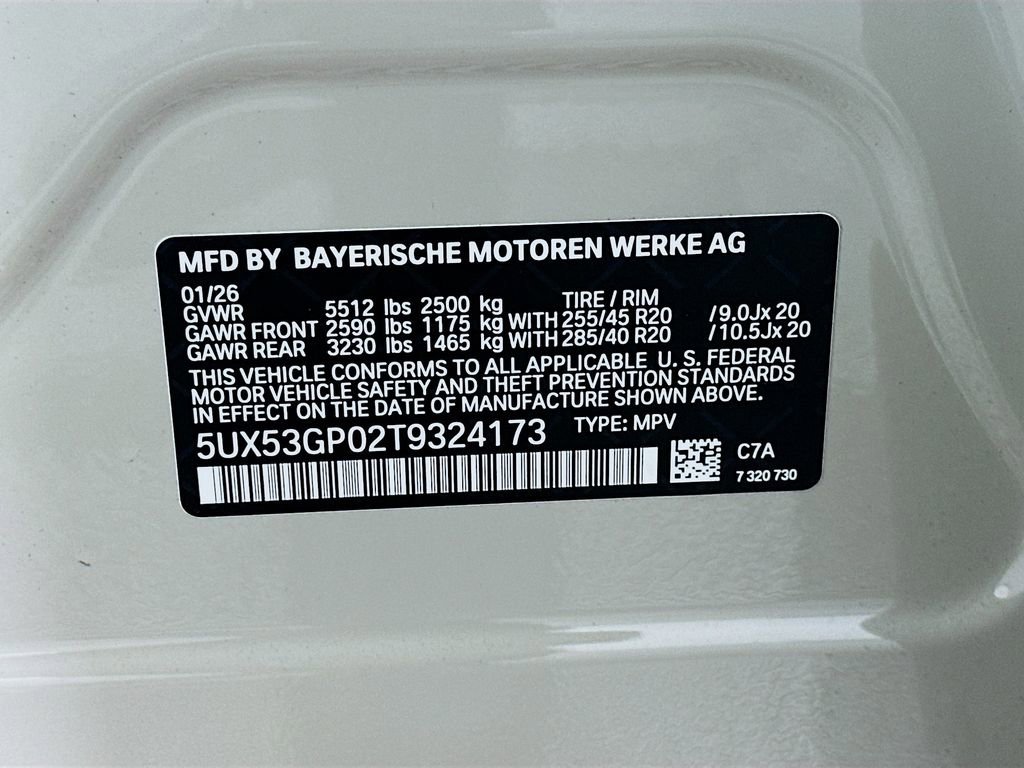 MFD BY BAYERISCHE MOTOREN WERKE AG
01/26
GVWR 5512 lbs 2500 kg TIRE / RIM
GAWR FRONT 2590 lbs 1175 kg WITH 255/45 R20 /9.0Jx 20
GAWR REAR 3230 lbs 1465 kg WITH 285/40 R20 /10.5Jx 20
THIS VEHICLE CONFORMS TO ALL APPLICABLE U. S. FEDERAL
MOTOR VEHICLE SAFETY AND THEFT PREVENTION STANDARDS
IN EFFECT ON THE DATE OF MANUFACTURE SHOWN ABOVE.
5UX53GP02T9324173 TYPE: MPV
C7A
7 320 730